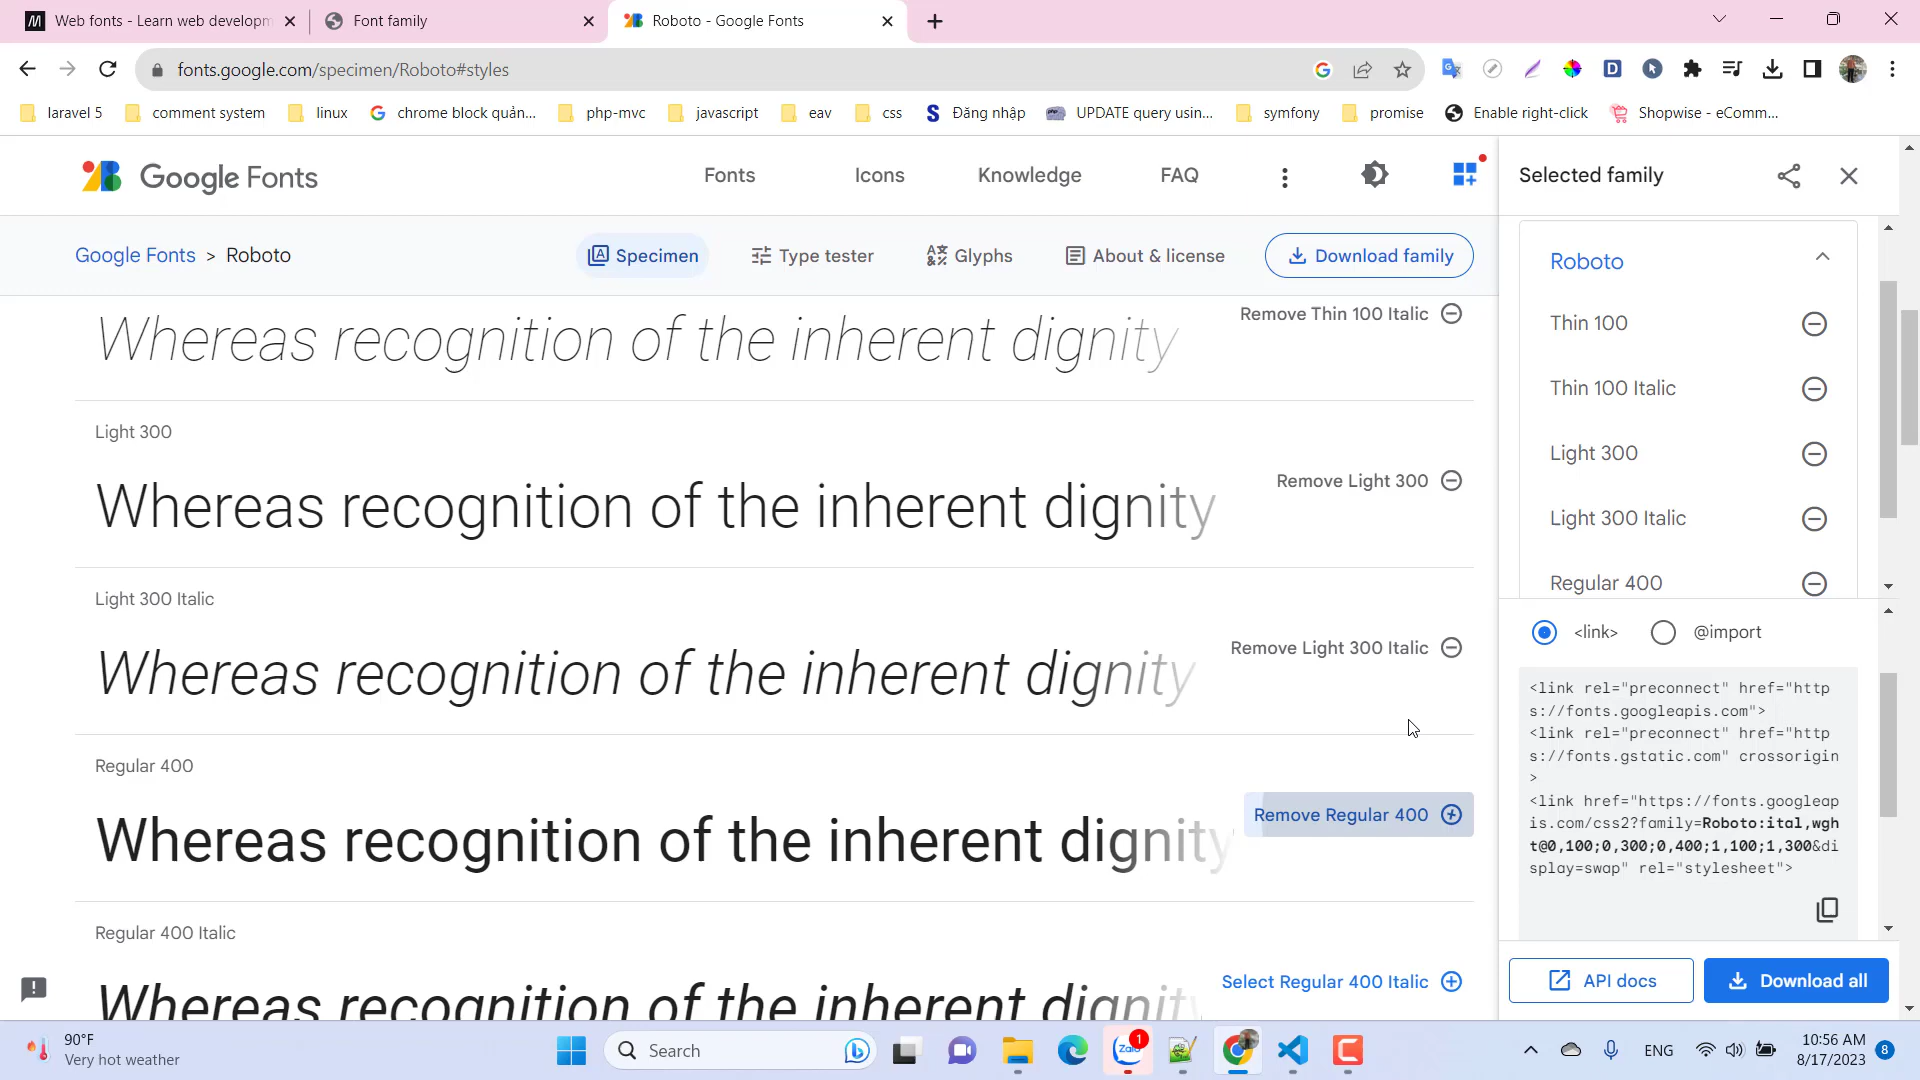 Web fonts - Learn web developm
Font family
Roboto - Google Fonts
fonts.google.com/specimen/Roboto#styles
laravel 5
comment system
linux
chrome block quản...
php-mvc
javascript
eav
css
Đăng nhập
UPDATE query usin...
symfony
promise
Enable right-click
Shopwise - eComm...
Google Fonts
Fonts
Icons
Knowledge
FAQ
Selected family
Google Fonts > Roboto
Specimen
Type tester
Glyphs
About & license
Download family
Remove Thin 100 Italic
Whereas recognition of the inherent dignity
Light 300
Remove Light 300
Whereas recognition of the inherent dignity
Light 300 Italic
Remove Light 300 Italic
Whereas recognition of the inherent dignity
Regular 400
Remove Regular 400
Whereas recognition of the inherent dignity
Regular 400 Italic
Select Regular 400 Italic
Whereas recognition of the inherent dignity
Roboto
Thin 100
Thin 100 Italic
Light 300
Light 300 Italic
Regular 400
<link>
@import
<link rel="preconnect" href="http
s://fonts.googleapis.com">
<link rel="preconnect" href="http
s://fonts.gstatic.com" crossorigin
>
<link href="https://fonts.googleap
is.com/css2?family=Roboto:ital,wgh
t@0,100;0,300;0,400;1,100;1,300&di
splay=swap" rel="stylesheet">
API docs
Download all
90°F
Very hot weather
Search
Zalo
1
ENG
10:56 AM
8/17/2023
8